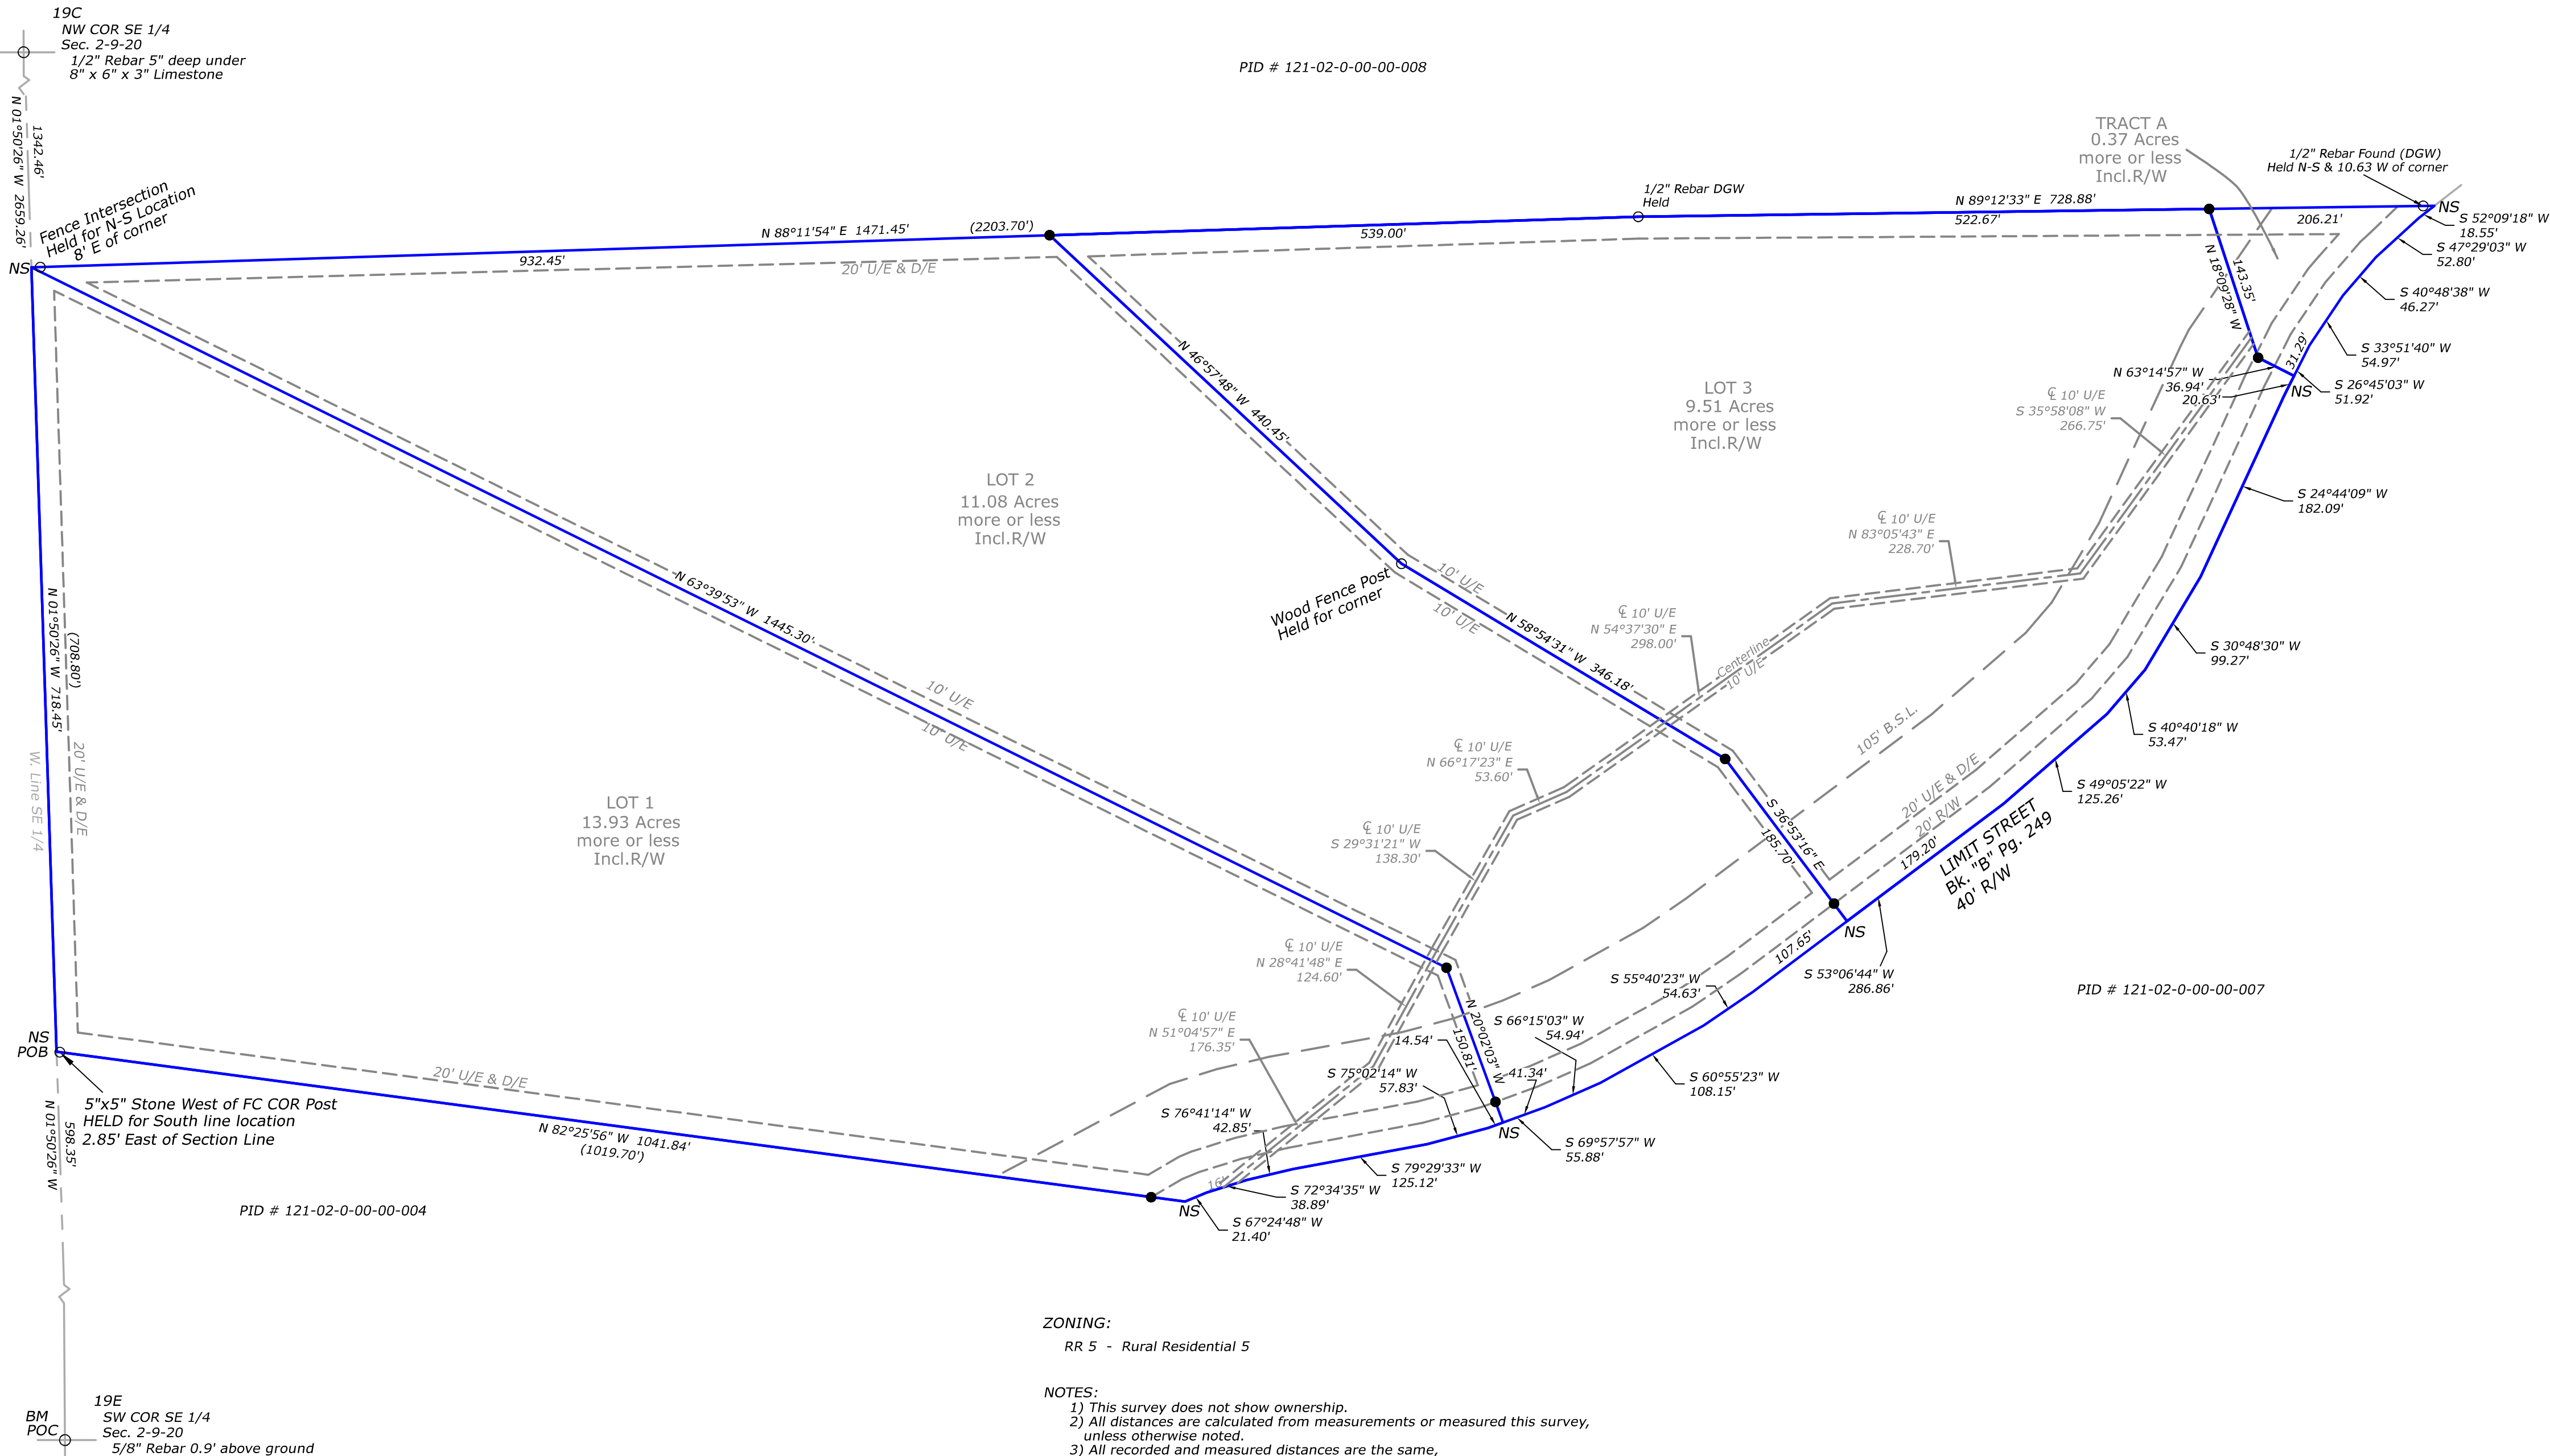 19C
NW COR SE 1/4
Sec. 2-9-20
1/2" Rebar 5" deep under
8" x 6" x 3" Limestone
PID # 121-02-0-00-00-008
N 01°50'26" W 2659.26'
1342.46'
Fence Intersection
Held for N-S Location
8' E of corner
NS
N 88°11'54" E 1471.45'
(2203.70')
932.45'
20' U/E & D/E
539.00'
1/2" Rebar DGW
Held
N 89°12'33" E 728.88'
522.67'
206.21'
TRACT A
0.37 Acres
more or less
Incl.R/W
1/2" Rebar Found (DGW)
Held N-S & 10.63 W of corner
NS
S 52°09'18" W
18.55'
S 47°29'03" W
52.80'
S 40°48'38" W
46.27'
S 33°51'40" W
54.97'
143.35'
N 18°09'28" W
31.29'
N 63°14'57" W
36.94'
20.63'
NS
S 26°45'03" W
51.92'
℄ 10' U/E
S 35°58'08" W
266.75'
S 24°44'09" W
182.09'
N 46°57'48" W 440.45'
LOT 3
9.51 Acres
more or less
Incl.R/W
LOT 2
11.08 Acres
more or less
Incl.R/W
℄ 10' U/E
N 83°05'43" E
228.70'
Wood Fence Post
Held for corner
10' U/E
10' U/E
N 58°54'31" W 346.18'
℄ 10' U/E
N 54°37'30" E
298.00'
Centerline
10' U/E
S 30°48'30" W
99.27'
N 63°39'53" W 1445.30'
10' U/E
10' U/E
N 01°50'26" W 718.45'
(708.80')
20' U/E & D/E
W. Line SE 1/4
105' B.S.L.
S 40°40'18" W
53.47'
℄ 10' U/E
N 66°17'23" E
53.60'
S 49°05'22" W
125.26'
LOT 1
13.93 Acres
more or less
Incl.R/W
20' U/E & D/E
20' R/W
179.20'
LIMIT STREET
Bk. "B" Pg. 249
40' R/W
S 36°53'16" E
185.70'
℄ 10' U/E
S 29°31'21" W
138.30'
NS
107.65'
S 53°06'44" W
286.86'
℄ 10' U/E
N 28°41'48" E
124.60'
S 55°40'23" W
54.63'
PID # 121-02-0-00-00-007
℄ 10' U/E
N 51°04'57" E
176.35'
N 20°02'03" W
150.81'
14.54'
S 66°15'03" W
54.94'
41.34'
S 75°02'14" W
57.83'
S 60°55'23" W
108.15'
S 76°41'14" W
42.85'
NS
S 69°57'57" W
55.88'
S 79°29'33" W
125.12'
16'
S 72°34'35" W
38.89'
NS
S 67°24'48" W
21.40'
NS
POB
20' U/E & D/E
5"x5" Stone West of FC COR Post
HELD for South line location
2.85' East of Section Line
N 82°25'56" W 1041.84'
(1019.70')
N 01°50'26" W
598.35'
PID # 121-02-0-00-00-004
ZONING:
RR 5 - Rural Residential 5
NOTES:
1) This survey does not show ownership.
2) All distances are calculated from measurements or measured this survey,
unless otherwise noted.
3) All recorded and measured distances are the same,
19E
BM
POC
SW COR SE 1/4
Sec. 2-9-20
5/8" Rebar 0.9' above ground